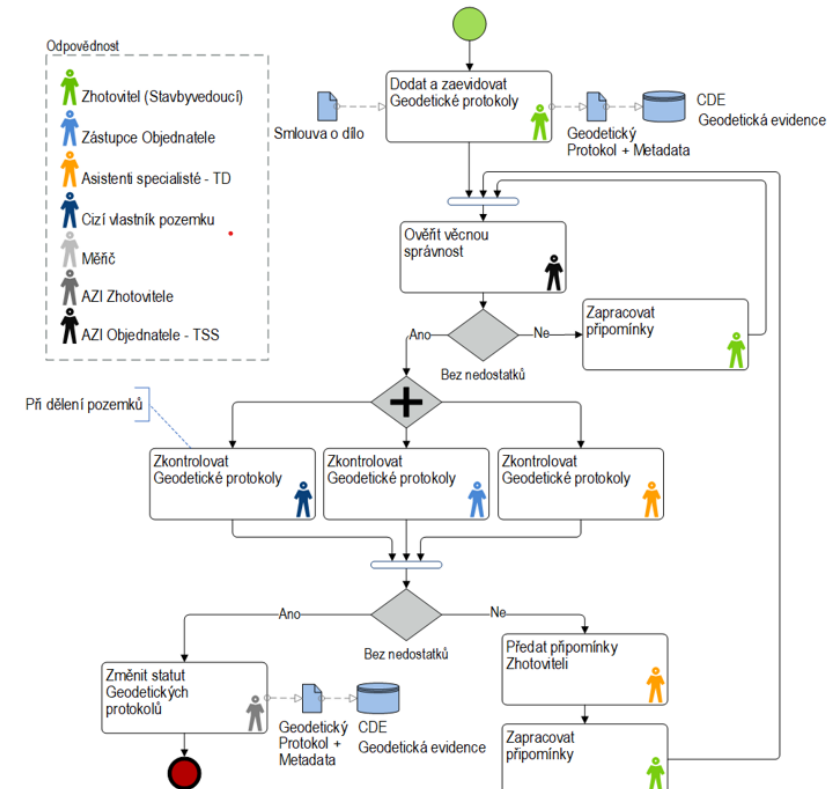 Odpovědnost
Zhotovitel (Stavbyvedoucí)
Zástupce Objednatele
Asistenti specialisté - TD
Cizí vlastník pozemku
Měřič
AZI Zhotovitele
AZI Objednatele - TSS
Smlouva o dílo
Dodat a zaevidovat
Geodetické protokoly
Geodetický
Protokol + Metadata
CDE
Geodetická evidence
Ověřit věcnou
správnost
Ano
Ne
Bez nedostatků
Zapracovat
připomínky
Při dělení pozemků
Zkontrolovat
Geodetické protokoly
Zkontrolovat
Geodetické protokoly
Zkontrolovat
Geodetické protokoly
Ano
Ne
Bez nedostatků
Změnit statut
Geodetických
protokolů
Geodetický
Protokol +
Metadata
CDE
Geodetická evidence
Předat připomínky
Zhotoviteli
Zapracovat
připomínky